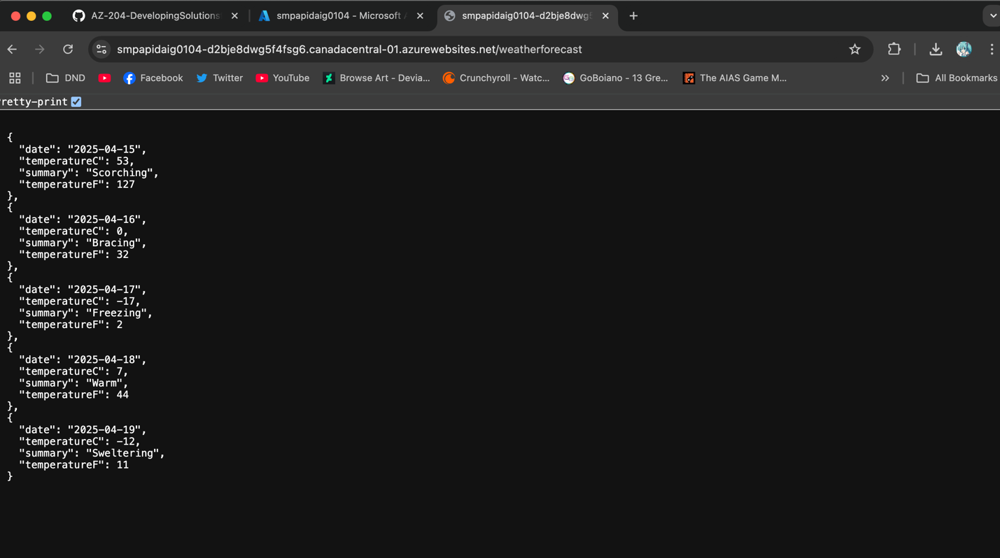 AZ-204-DevelopingSolutions
smpapidaig0104 - Microsoft A
smpapidaig0104-d2bje8dwg5
smpapidaig0104-d2bje8dwg5f4fsg6.canadacentral-01.azurewebsites.net/weatherforecast
DND
Facebook
Twitter
YouTube
Browse Art - Devia...
Crunchyroll - Watc...
GoBoiano - 13 Gre...
The AIAS Game M...
All Bookmarks
retty-print
{
"date": "2025-04-15",
"temperatureC": 53,
"summary": "Scorching",
"temperatureF": 127
},
{
"date": "2025-04-16",
"temperatureC": 0,
"summary": "Bracing",
"temperatureF": 32
},
{
"date": "2025-04-17",
"temperatureC": -17,
"summary": "Freezing",
"temperatureF": 2
},
{
"date": "2025-04-18",
"temperatureC": 7,
"summary": "Warm",
"temperatureF": 44
},
{
"date": "2025-04-19",
"temperatureC": -12,
"summary": "Sweltering",
"temperatureF": 11
}